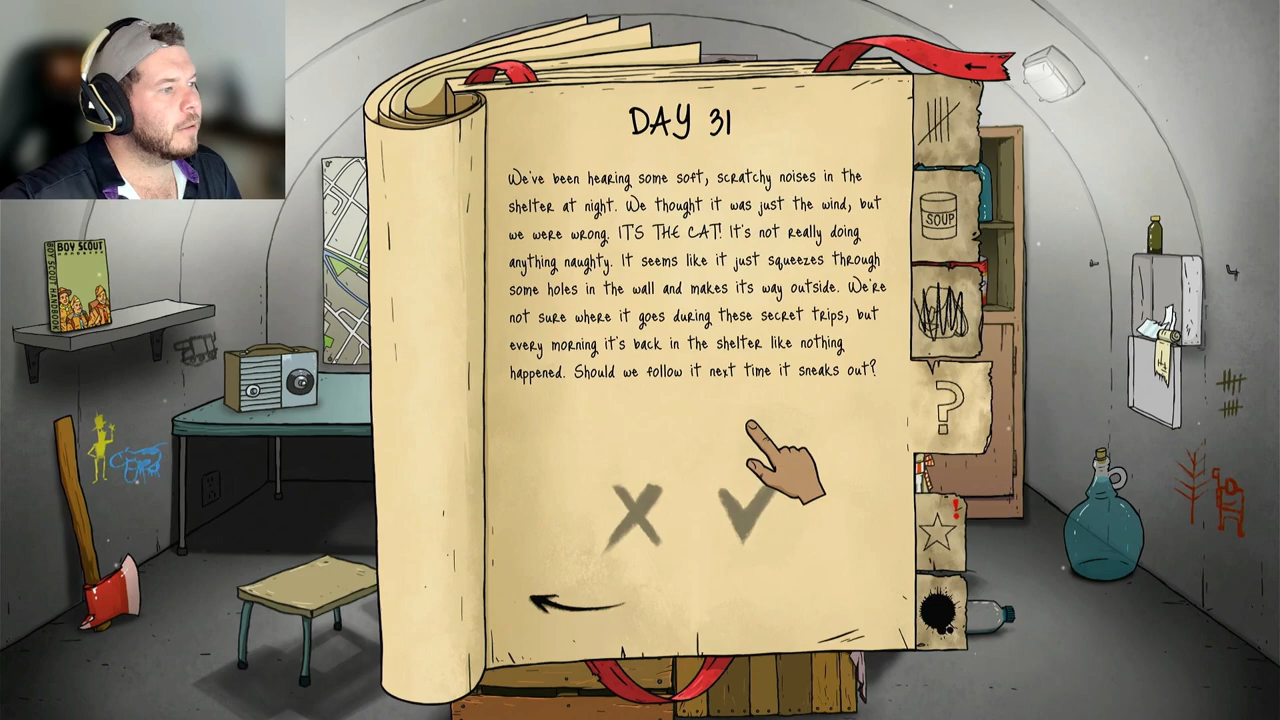 DAY 31
We've been hearing some soft, scratchy noises in the
shelter at night. We thought it was just the wind, but
we were wrong. IT'S THE CAT! It's not really doing
anything naughty. It seems like it just squeezes through
some holes in the wall and makes its way outside. We're
not sure where it goes during these secret trips, but
every morning it's back in the shelter like nothing
happened. Should we follow it next time it sneaks out?
SOUP
?
!
BOY SCOUT
BOY SCOUT HANDBOOK